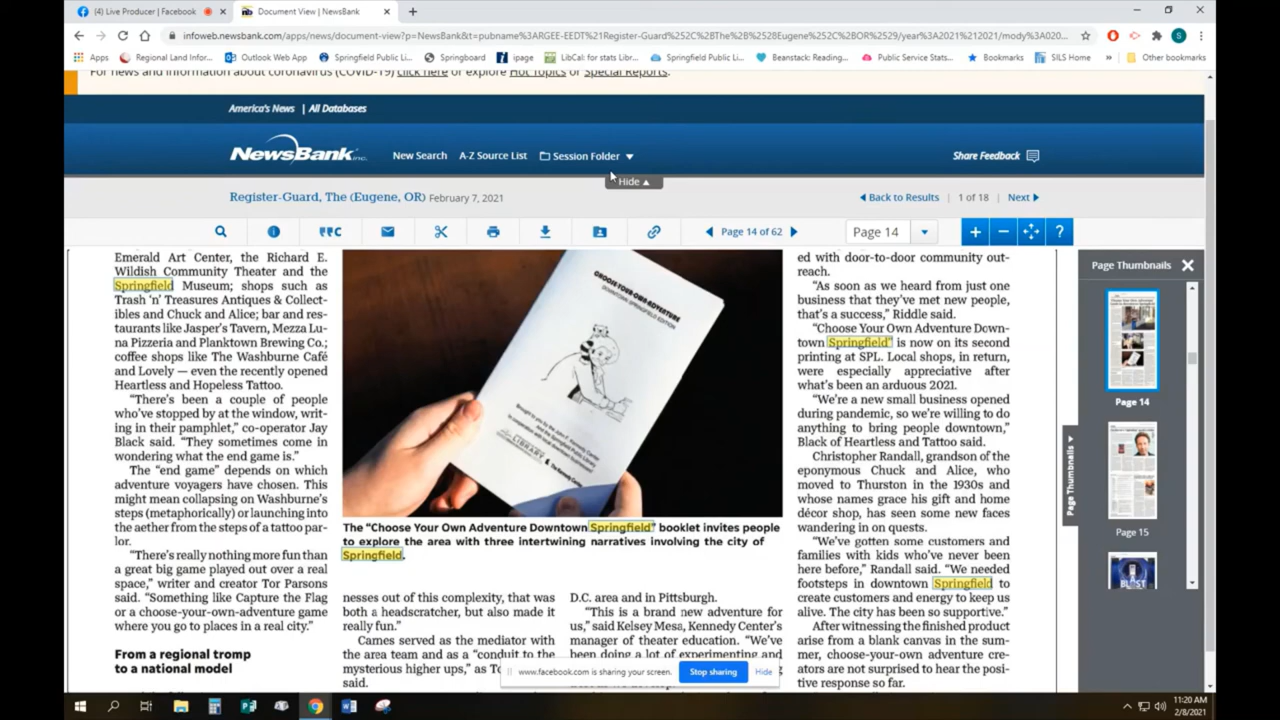 (4) Live Producer | Facebook
Document View | NewsBank
infoweb.newsbank.com/apps/news/document-view?p=NewsBank&t=pubname%3ARGEE-EEDT%21Register-Guard%252C%2BThe%2B%2528Eugene%252C%2BOR%2529/year%3A2021%212021/mody%3A020...
Apps
Regional Land Infor...
Outlook Web App
Springfield Public Li...
Springboard
ipage
LibCal: for stats Libr...
Springfield Public L...
Beanstack: Reading...
Public Service Stats...
Bookmarks
SILS Home
»
Other bookmarks
For news and information about coronavirus (COVID-19) click here or explore Hot Topics or Special Reports.
America's News | All Databases
NewsBank inc.
New Search
A-Z Source List
Session Folder
Share Feedback
Hide
Register-Guard, The (Eugene, OR) February 7, 2021
Back to Results
1 of 18
Next
Page 14 of 62
Page 14
+
−
?
Emerald Art Center, the Richard E.
Wildish Community Theater and the
Springfield Museum; shops such as
Trash 'n' Treasures Antiques & Collect-
ibles and Chuck and Alice; bar and res-
taurants like Jasper's Tavern, Mezza Lu-
na Pizzeria and Planktown Brewing Co.;
coffee shops like The Washburne Café
and Lovely — even the recently opened
Heartless and Hopeless Tattoo.
"There's been a couple of people
who've stopped by at the window, writ-
ing in their pamphlet," co-operator Jay
Black said. "They sometimes come in
wondering what the end game is."
The "end game" depends on which
adventure voyagers have chosen. This
might mean collapsing on Washburne's
steps (metaphorically) or launching into
the aether from the steps of a tattoo par-
lor.
"There's really nothing more fun than
a great big game played out over a real
space," writer and creator Tor Parsons
said. "Something like Capture the Flag
or a choose-your-own-adventure game
where you go to places in a real city."
From a regional tromp
to a national model
CHOOSE YOUR OWN ADVENTURE
DOWNTOWN SPRINGFIELD EDITION
Brought to you by the John F. Kennedy Center
LIBRARY & The Kennedy Center
The "Choose Your Own Adventure Downtown Springfield" booklet invites people
to explore the area with three intertwining narratives involving the city of
Springfield.
nesses out of this complexity, that was
both a headscratcher, but also made it
really fun."
Cames served as the mediator with
the area team and as a "conduit to the
mysterious higher ups," as To
said.
D.C. area and in Pittsburgh.
"This is a brand new adventure for
us," said Kelsey Mesa, Kennedy Center's
manager of theater education. "We've
been doing a lot of experimenting and
ed with door-to-door community out-
reach.
"As soon as we heard from just one
business that they've met new people,
that's a success," Riddle said.
"Choose Your Own Adventure Down-
town Springfield" is now on its second
printing at SPL. Local shops, in return,
were especially appreciative after
what's been an arduous 2021.
"We're a new small business opened
during pandemic, so we're willing to do
anything to bring people downtown,"
Black of Heartless and Tattoo said.
Christopher Randall, grandson of the
eponymous Chuck and Alice, who
moved to Thurston in the 1930s and
whose names grace his gift and home
décor shop, has seen some new faces
wandering in on quests.
"We've gotten some customers and
families with kids who've never been
here before," Randall said. "We needed
footsteps in downtown Springfield to
create customers and energy to keep us
alive. The city has been so supportive."
After witnessing the finished product
arise from a blank canvas in the sum-
mer, choose-your-own adventure cre-
ators are not surprised to hear the posi-
tive response so far.
Page Thumbnails
Page Thumbnails
Page 14
Page 15
BLAST
www.facebook.com is sharing your screen.
Stop sharing
Hide
11:20 AM
2/8/2021